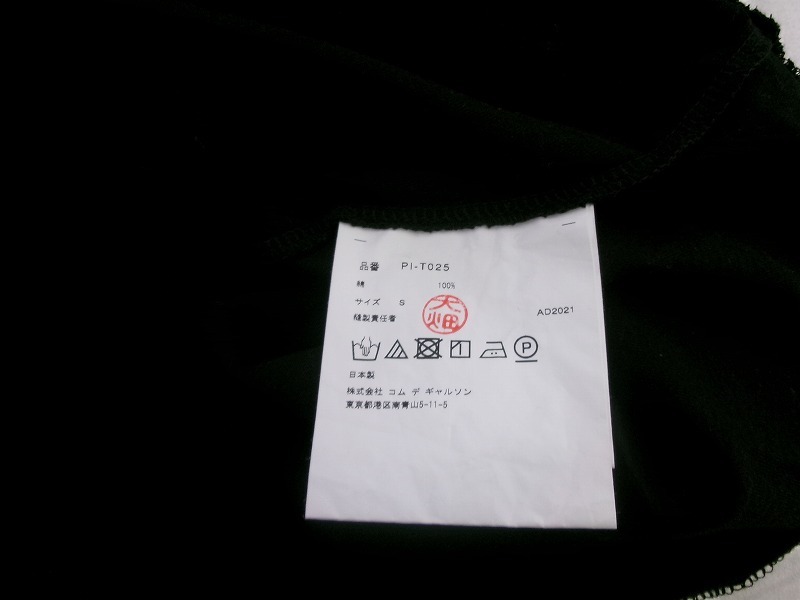 品番 PI-T025
綿 100%
サイズ S
縫製責任者 大畑
AD2021
P
日本製
株式会社 コム デ ギャルソン
東京都港区南青山5-11-5